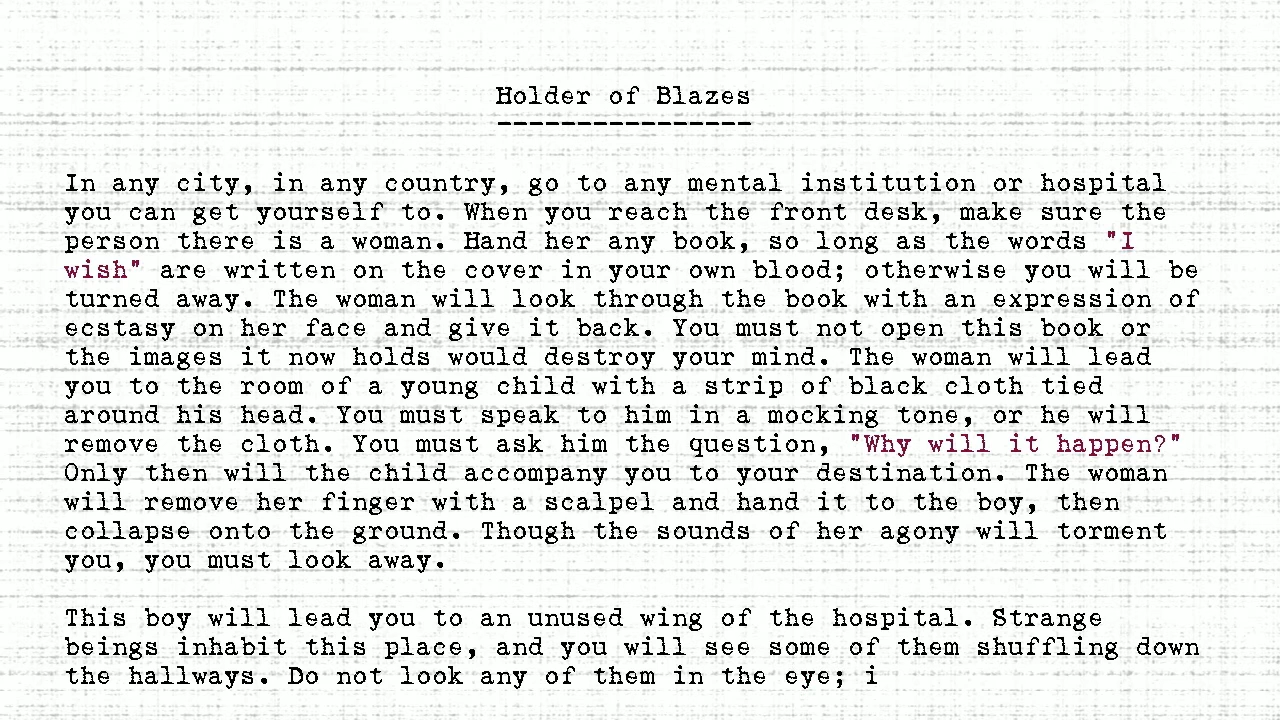 Holder of Blazes
----------------
In any city, in any country, go to any mental institution or hospital
you can get yourself to. When you reach the front desk, make sure the
person there is a woman. Hand her any book, so long as the words "I
wish" are written on the cover in your own blood; otherwise you will be
turned away. The woman will look through the book with an expression of
ecstasy on her face and give it back. You must not open this book or
the images it now holds would destroy your mind. The woman will lead
you to the room of a young child with a strip of black cloth tied
around his head. You must speak to him in a mocking tone, or he will
remove the cloth. You must ask him the question, "Why will it happen?"
Only then will the child accompany you to your destination. The woman
will remove her finger with a scalpel and hand it to the boy, then
collapse onto the ground. Though the sounds of her agony will torment
you, you must look away.
This boy will lead you to an unused wing of the hospital. Strange
beings inhabit this place, and you will see some of them shuffling down
the hallways. Do not look any of them in the eye; i